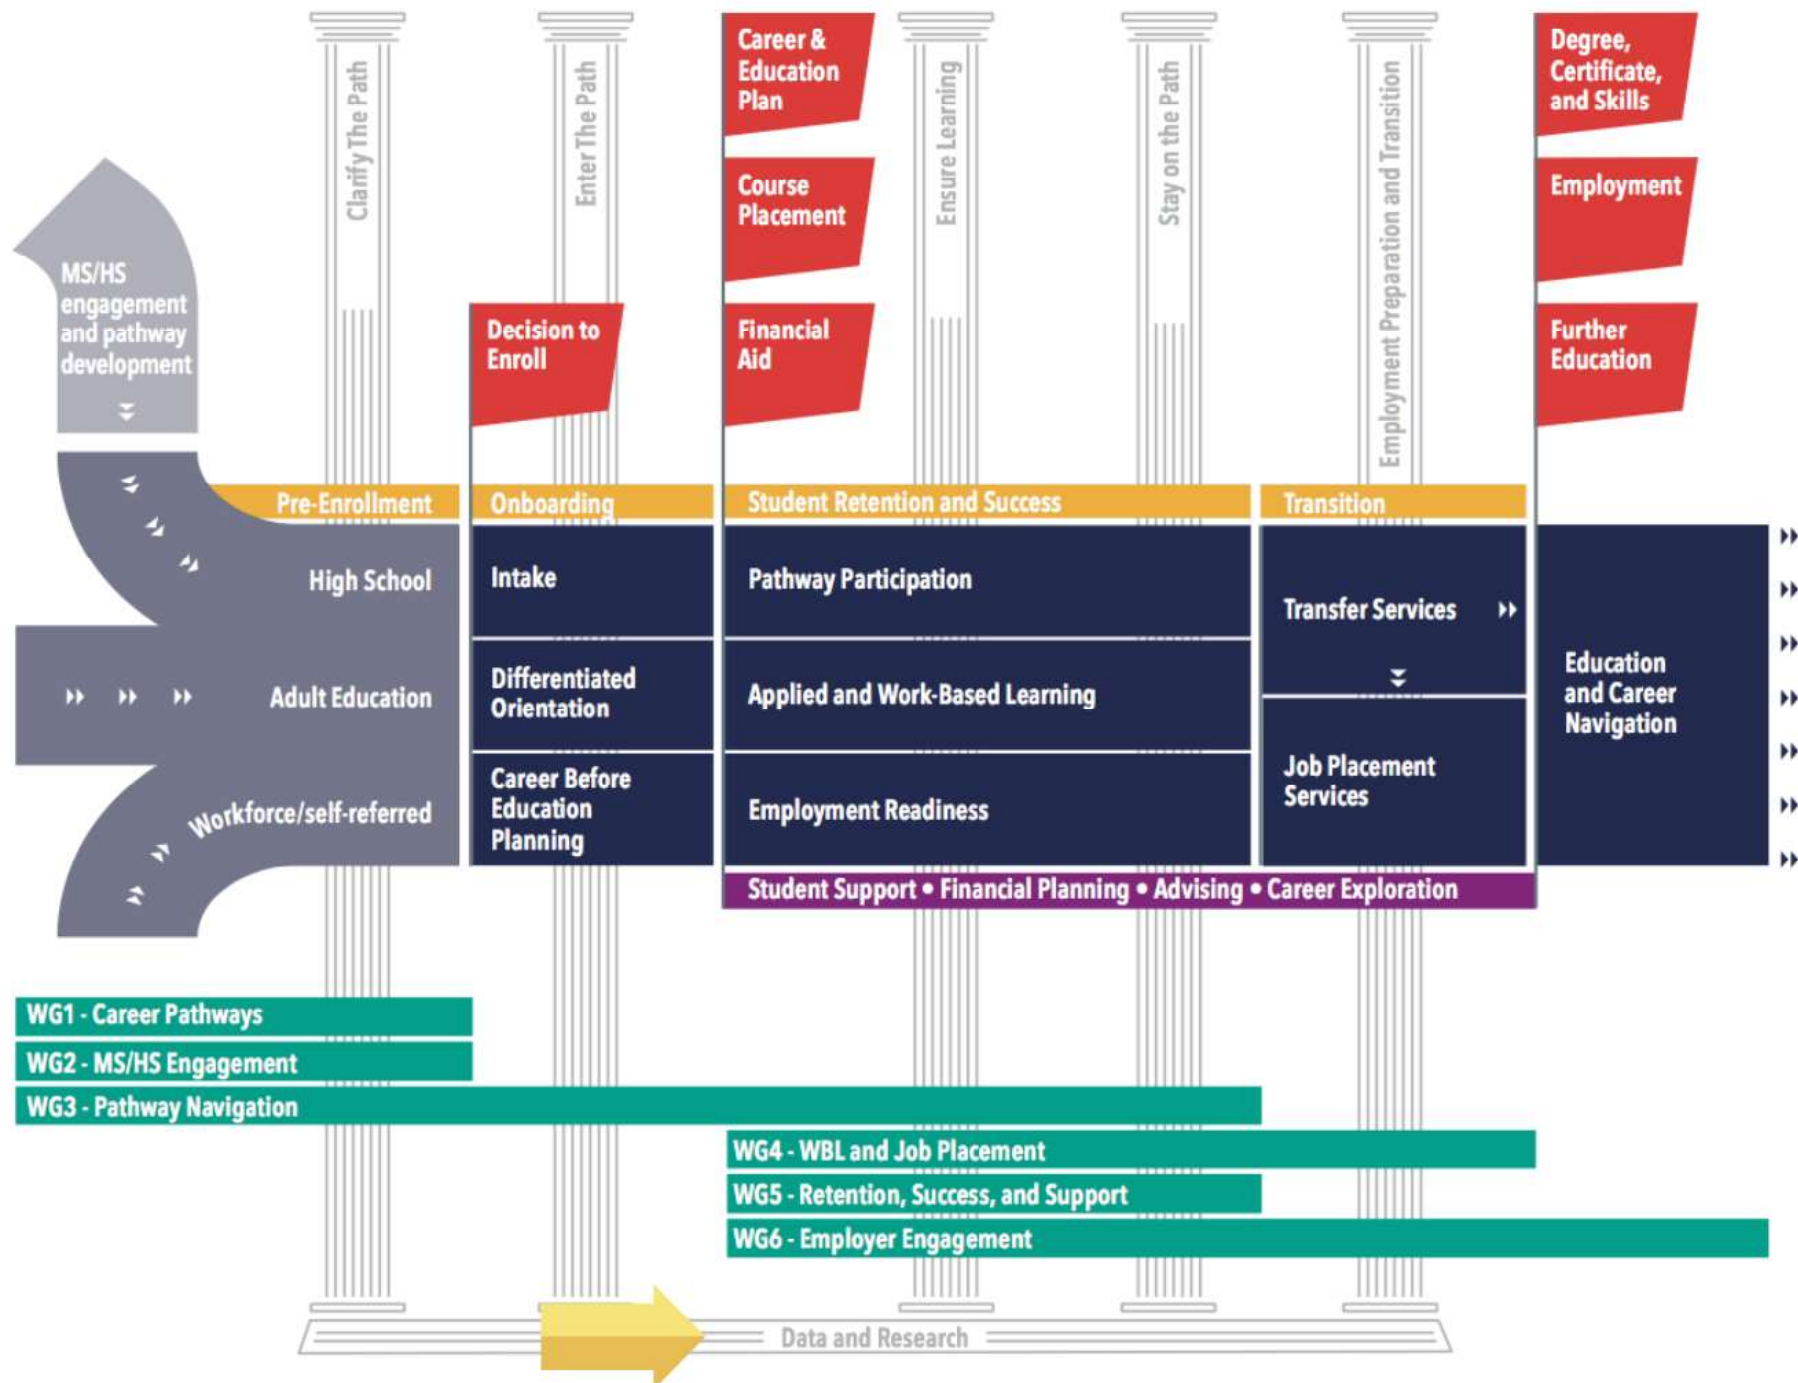 Clarify The Path
Enter The Path
Career &
Education
Plan
Ensure Learning
Stay on the Path
Employment Preparation and Transition
Degree,
Certificate,
and Skills
Course
Placement
Employment
MS/HS
engagement
and pathway
development
Decision to
Enroll
Financial
Aid
Further
Education
Pre-Enrollment
Onboarding
Student Retention and Success
Transition
High School
Adult Education
Workforce/self-referred
Intake
Differentiated
Orientation
Career Before
Education
Planning
Pathway Participation
Applied and Work-Based Learning
Employment Readiness
Transfer Services
Job Placement
Services
Education
and Career
Navigation
Student Support • Financial Planning • Advising • Career Exploration
WG1 - Career Pathways
WG2 - MS/HS Engagement
WG3 - Pathway Navigation
WG4 - WBL and Job Placement
WG5 - Retention, Success, and Support
WG6 - Employer Engagement
Data and Research